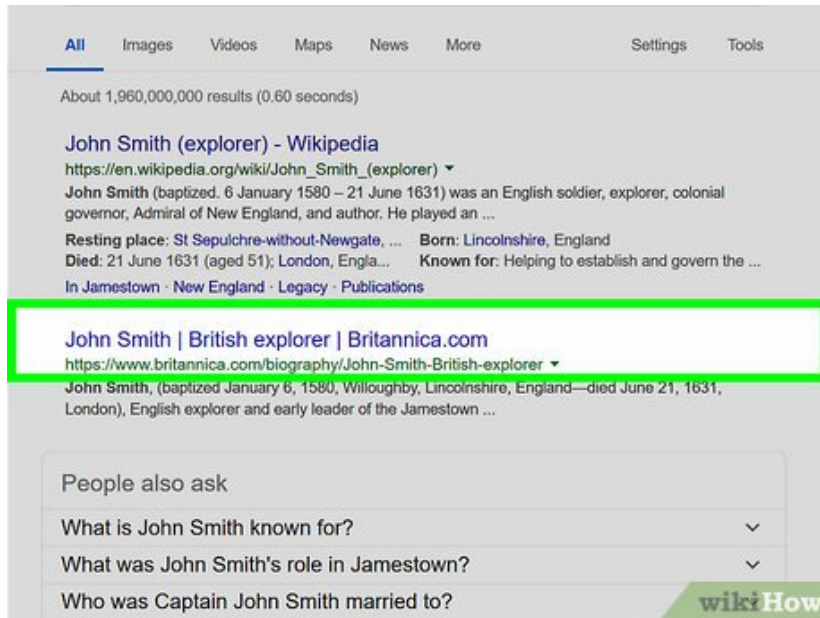 All Images Videos Maps News More Settings Tools
About 1,960,000,000 results (0.60 seconds)
John Smith (explorer) - Wikipedia
https://en.wikipedia.org/wiki/John_Smith_(explorer)
John Smith (baptized. 6 January 1580 – 21 June 1631) was an English soldier, explorer, colonial
governor, Admiral of New England, and author. He played an ...
Resting place: St Sepulchre-without-Newgate, ... Born: Lincolnshire, England
Died: 21 June 1631 (aged 51); London, Engla... Known for: Helping to establish and govern the ...
In Jamestown · New England · Legacy · Publications
John Smith | British explorer | Britannica.com
https://www.britannica.com/biography/John-Smith-British-explorer
John Smith, (baptized January 6, 1580, Willoughby, Lincolnshire, England—died June 21, 1631,
London), English explorer and early leader of the Jamestown ...
People also ask
What is John Smith known for?
What was John Smith's role in Jamestown?
Who was Captain John Smith married to?
wikiHow